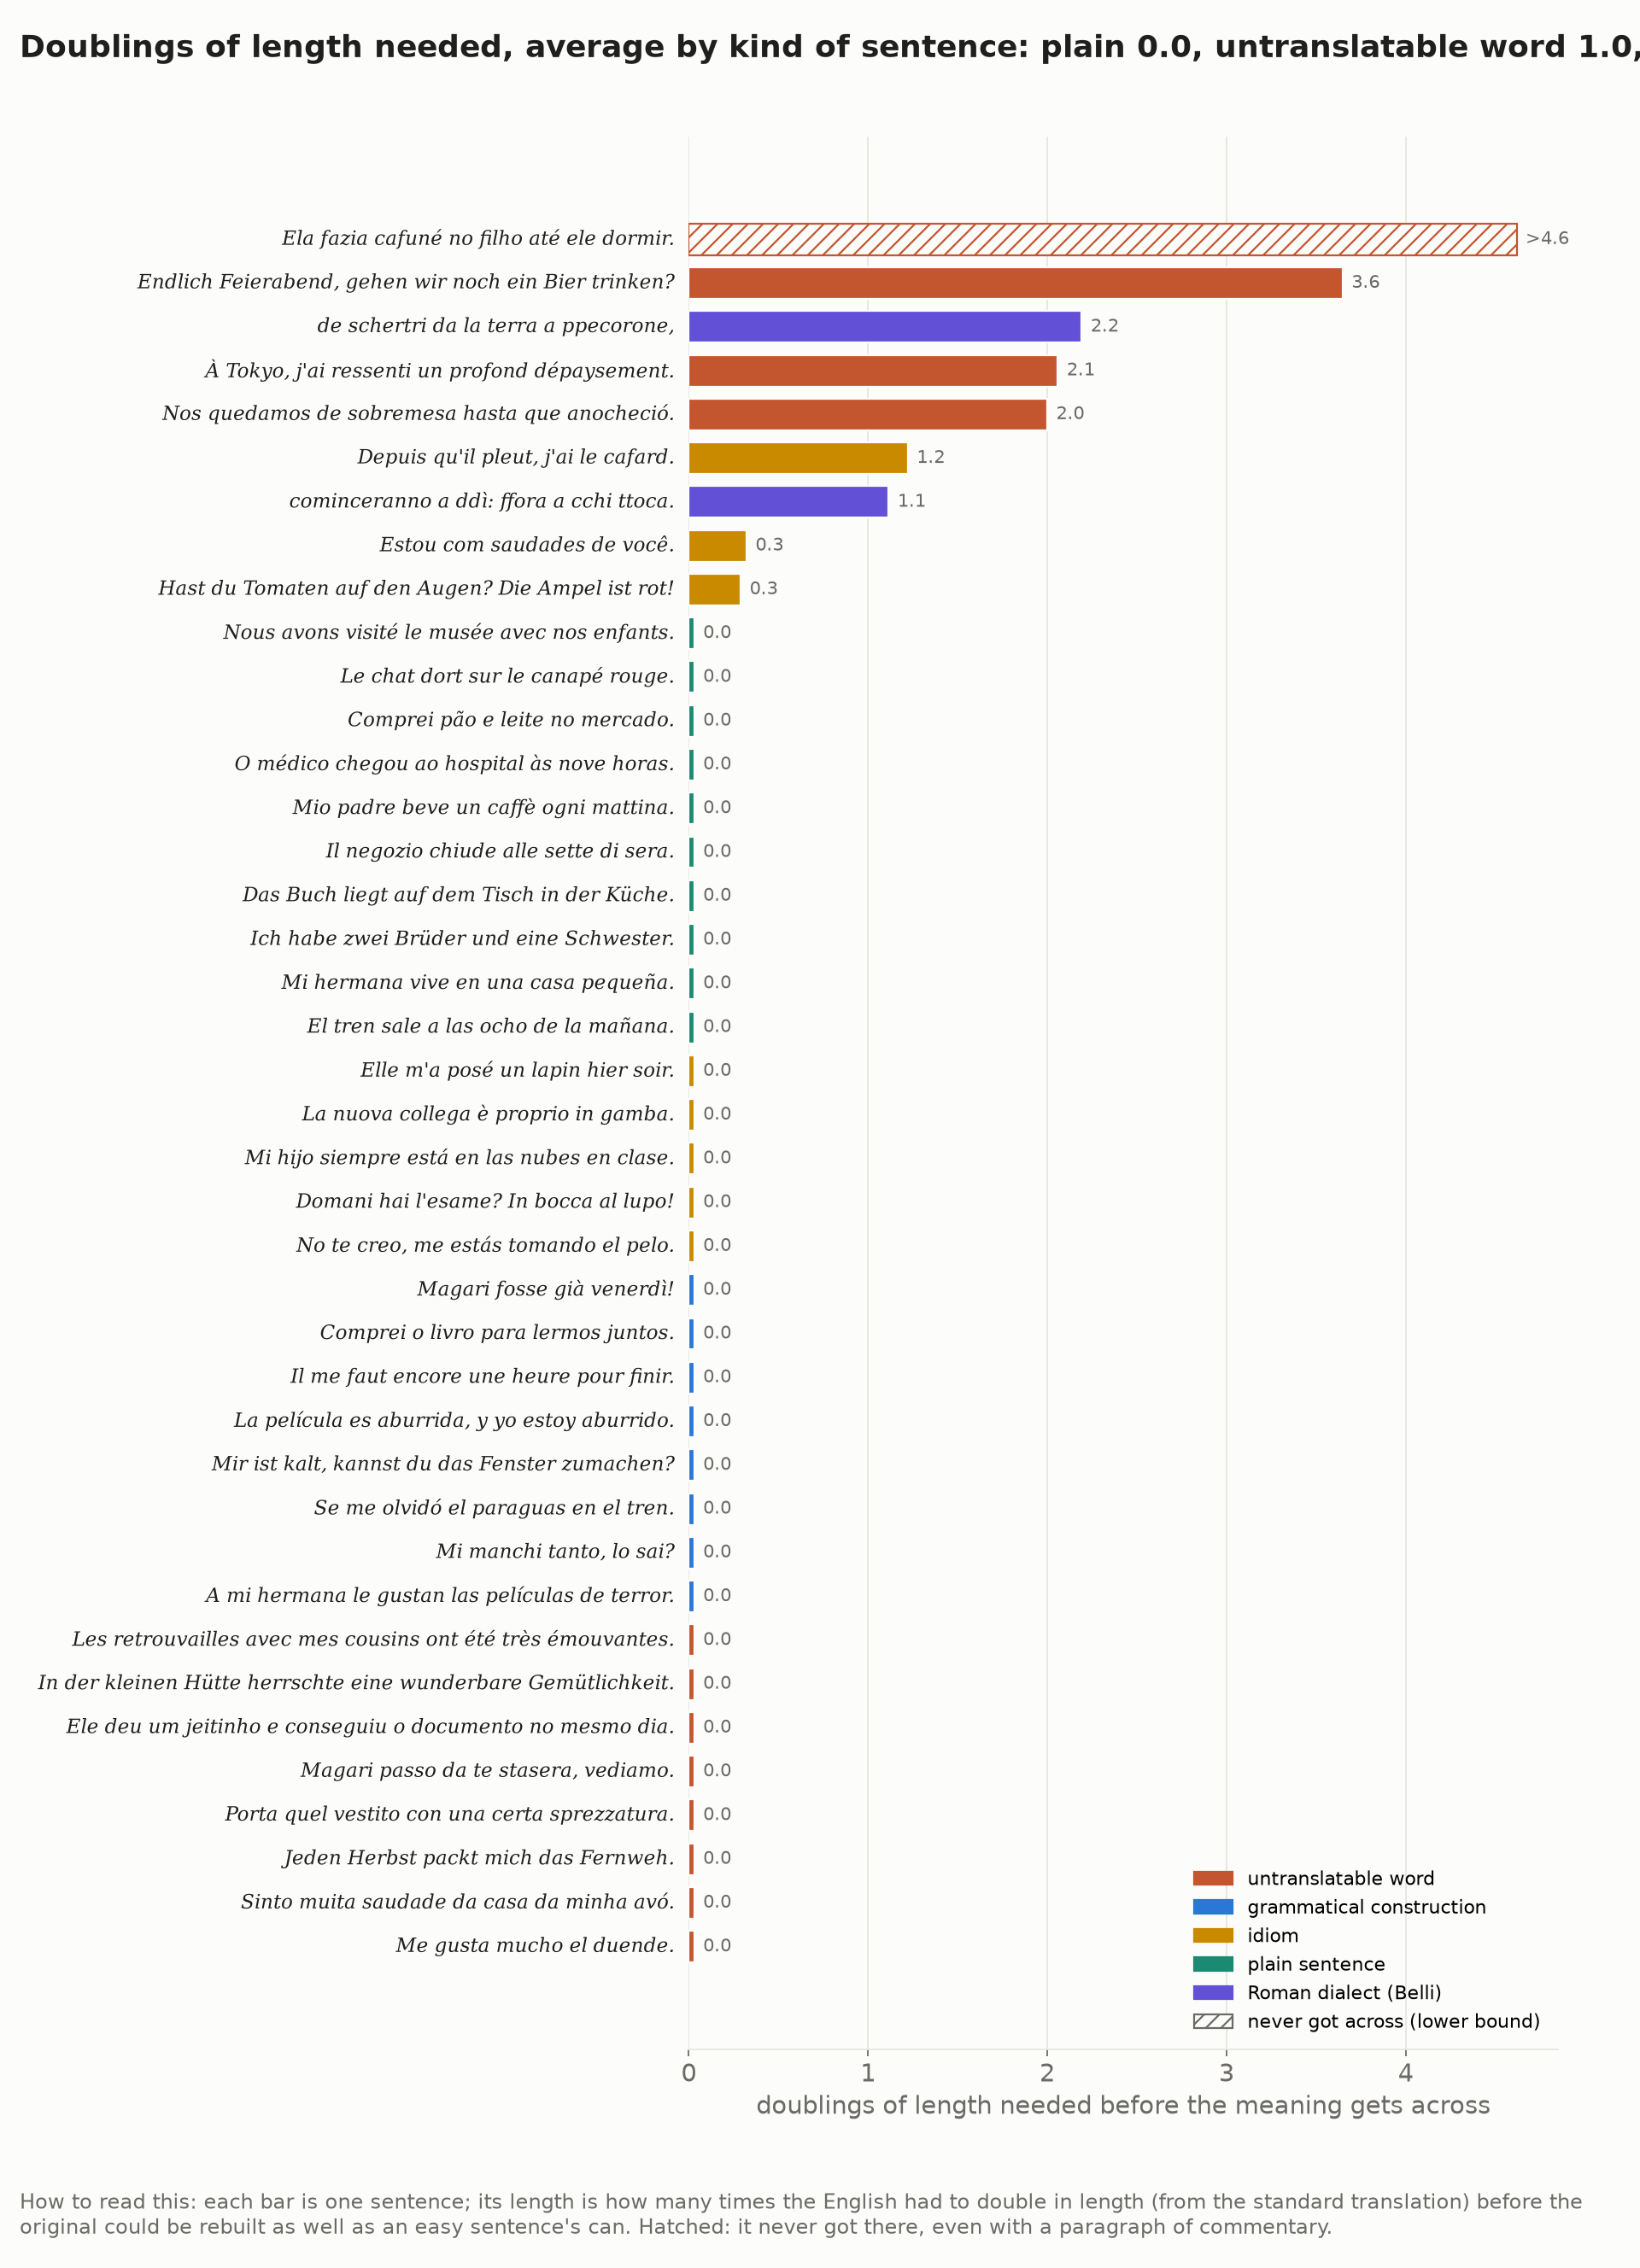 Doublings of length needed, average by kind of sentence: plain 0.0, untranslatable word 1.0,
Ela fazia cafuné no filho até ele dormir. >4.6
Endlich Feierabend, gehen wir noch ein Bier trinken? 3.6
de schertri da la terra a ppecorone, 2.2
À Tokyo, j'ai ressenti un profond dépaysement. 2.1
Nos quedamos de sobremesa hasta que anocheció. 2.0
Depuis qu'il pleut, j'ai le cafard. 1.2
cominceranno a ddì: ffora a cchi ttoca. 1.1
Estou com saudades de você. 0.3
Hast du Tomaten auf den Augen? Die Ampel ist rot! 0.3
Nous avons visité le musée avec nos enfants. 0.0
Le chat dort sur le canapé rouge. 0.0
Comprei pão e leite no mercado. 0.0
O médico chegou ao hospital às nove horas. 0.0
Mio padre beve un caffè ogni mattina. 0.0
Il negozio chiude alle sette di sera. 0.0
Das Buch liegt auf dem Tisch in der Küche. 0.0
Ich habe zwei Brüder und eine Schwester. 0.0
Mi hermana vive en una casa pequeña. 0.0
El tren sale a las ocho de la mañana. 0.0
Elle m'a posé un lapin hier soir. 0.0
La nuova collega è proprio in gamba. 0.0
Mi hijo siempre está en las nubes en clase. 0.0
Domani hai l'esame? In bocca al lupo! 0.0
No te creo, me estás tomando el pelo. 0.0
Magari fosse già venerdì! 0.0
Comprei o livro para lermos juntos. 0.0
Il me faut encore une heure pour finir. 0.0
La película es aburrida, y yo estoy aburrido. 0.0
Mir ist kalt, kannst du das Fenster zumachen? 0.0
Se me olvidó el paraguas en el tren. 0.0
Mi manchi tanto, lo sai? 0.0
A mi hermana le gustan las películas de terror. 0.0
Les retrouvailles avec mes cousins ont été très émouvantes. 0.0
In der kleinen Hütte herrschte eine wunderbare Gemütlichkeit. 0.0
Ele deu um jeitinho e conseguiu o documento no mesmo dia. 0.0
Magari passo da te stasera, vediamo. 0.0
Porta quel vestito con una certa sprezzatura. 0.0
Jeden Herbst packt mich das Fernweh. 0.0
Sinto muita saudade da casa da minha avó. 0.0
Me gusta mucho el duende. 0.0
untranslatable word
grammatical construction
idiom
plain sentence
Roman dialect (Belli)
never got across (lower bound)
0 1 2 3 4
doublings of length needed before the meaning gets across
How to read this: each bar is one sentence; its length is how many times the English had to double in length (from the standard translation) before the
original could be rebuilt as well as an easy sentence's can. Hatched: it never got there, even with a paragraph of commentary.